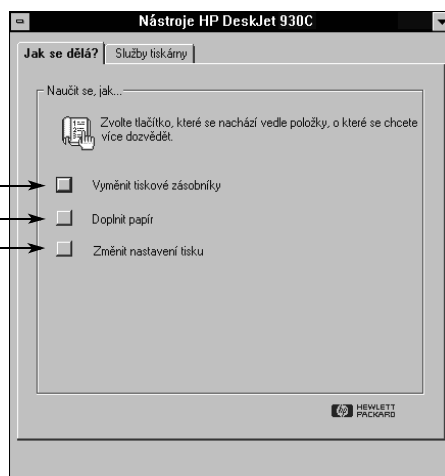 Nástroje HP DeskJet 930C
Jak se dělá?
Služby tiskárny
Naučit se, jak...
Zvolte tlačítko, které se nachází vedle položky, o které se chcete
více dozvědět.
Vyměnit tiskové zásobníky
Doplnit papír
Změnit nastavení tisku
hp HEWLETT
PACKARD